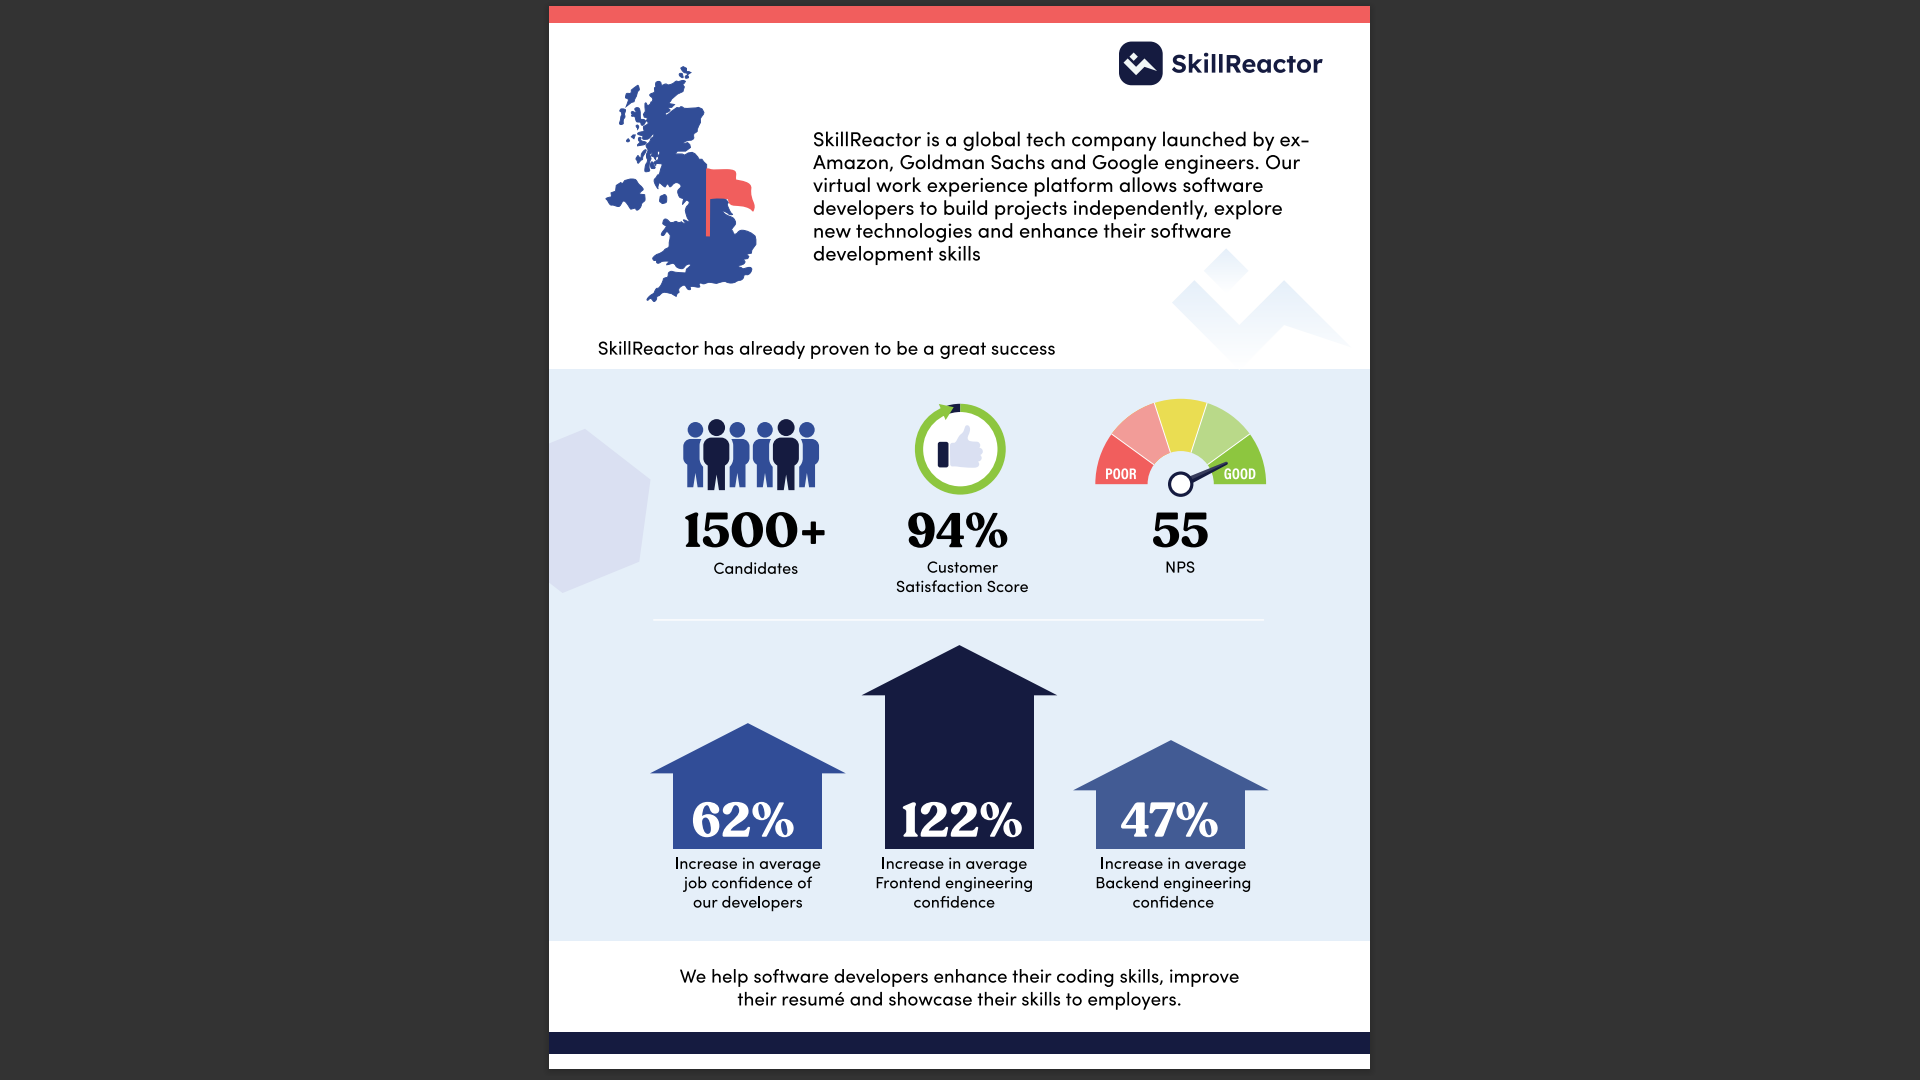 SkillReactor
SkillReactor is a global tech company launched by ex-
Amazon, Goldman Sachs and Google engineers. Our
virtual work experience platform allows software
developers to build projects independently, explore
new technologies and enhance their software
development skills
SkillReactor has already proven to be a great success
POOR
GOOD
1500+
94%
55
Candidates
Customer
Satisfaction Score
NPS
62%
122%
47%
Increase in average
job confidence of
our developers
Increase in average
Frontend engineering
confidence
Increase in average
Backend engineering
confidence
We help software developers enhance their coding skills, improve
their resumé and showcase their skills to employers.